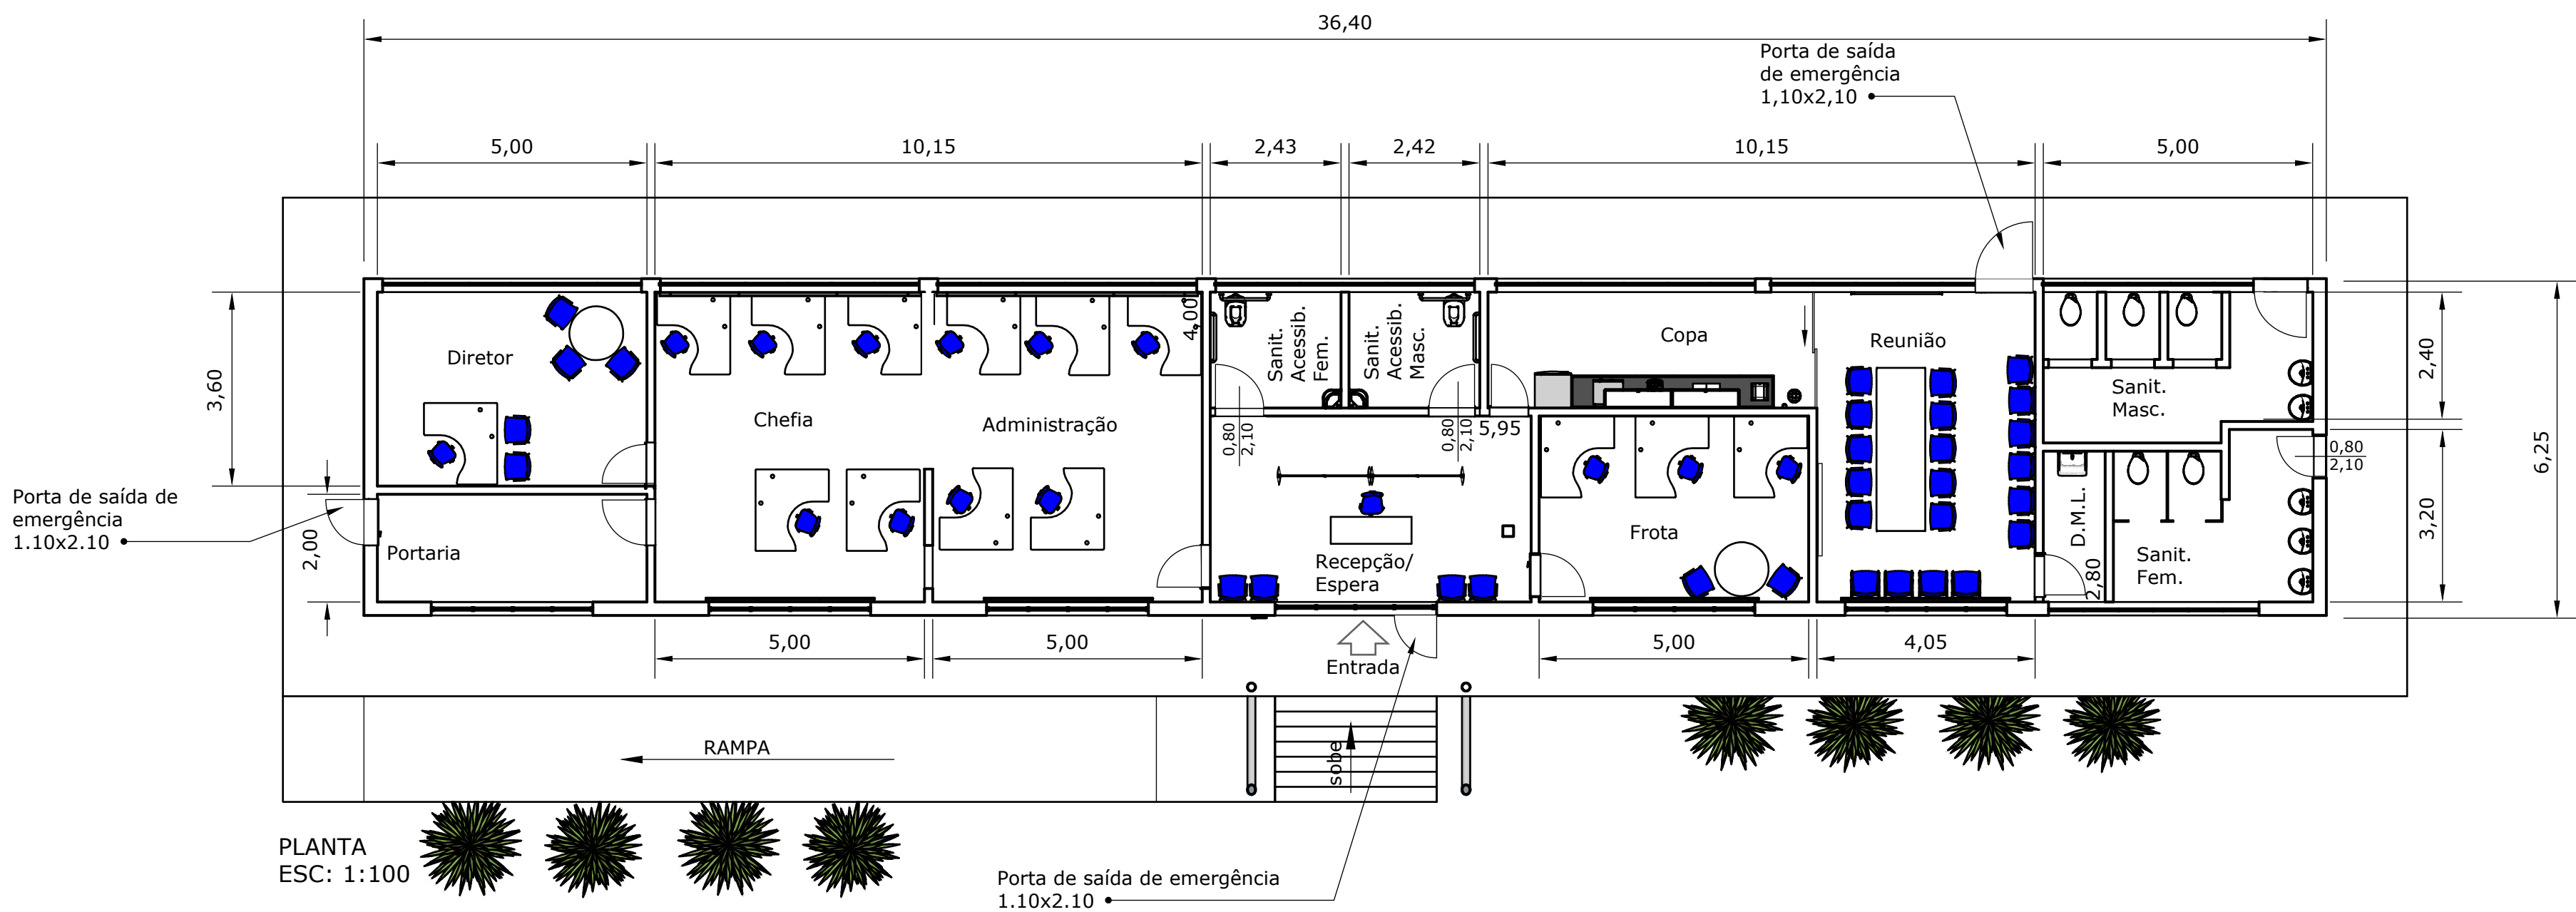 36,40
Porta de saída
de emergência
1,10x2,10
5,00
10,15
2,43
2,42
10,15
5,00
3,60
2,00
Porta de saída de
emergência
1.10x2.10
Diretor
Portaria
Chefia
Administração
4,00
Sanit.
Acessib.
Fem.
Sanit.
Acessib.
Masc.
0,80
2,10
0,80
2,10
5,95
Recepção/
Espera
Copa
Frota
Reunião
Sanit.
Masc.
D.M.L.
2,80
Sanit.
Fem.
0,80
2,10
2,40
3,20
6,25
5,00
5,00
5,00
4,05
Entrada
RAMPA
sobe
PLANTA
ESC: 1:100
Porta de saída de emergência
1.10x2.10